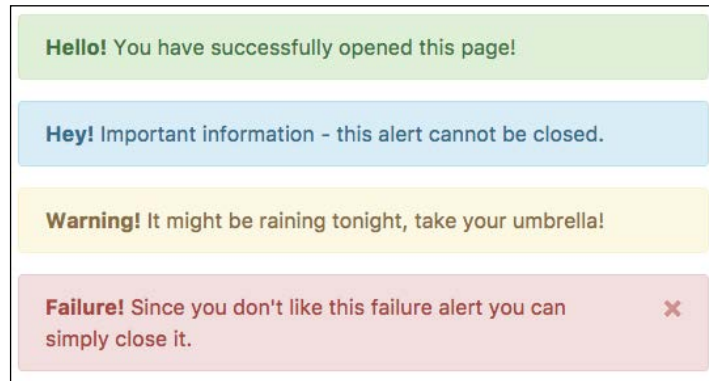 Hello! You have successfully opened this page!
Hey! Important information - this alert cannot be closed.
Warning! It might be raining tonight, take your umbrella!
Failure! Since you don't like this failure alert you can
simply close it.